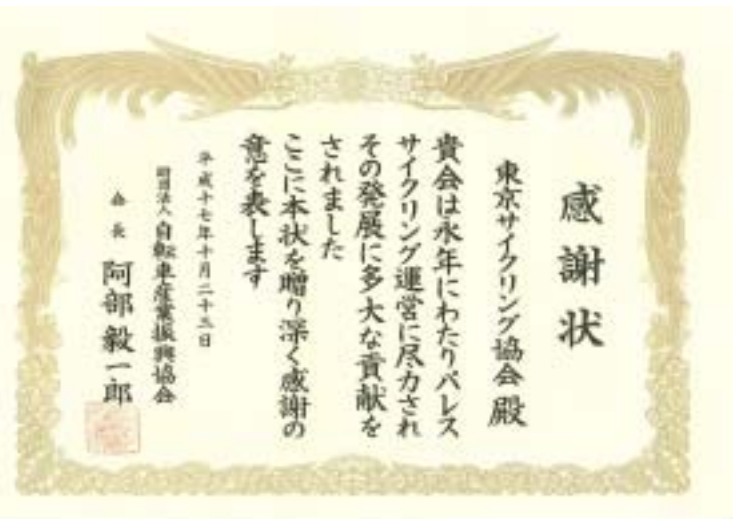 感謝状
東京サイクリング協会殿
貴会は永年にわたりパレス
サイクリング運営に尽力され
その発展に多大な貢献を
されました
ここに本状を贈り深く感謝の
意を表します
平成十七年十月二十三日
財団法人自転車産業振興協会
会長 阿部毅一郎